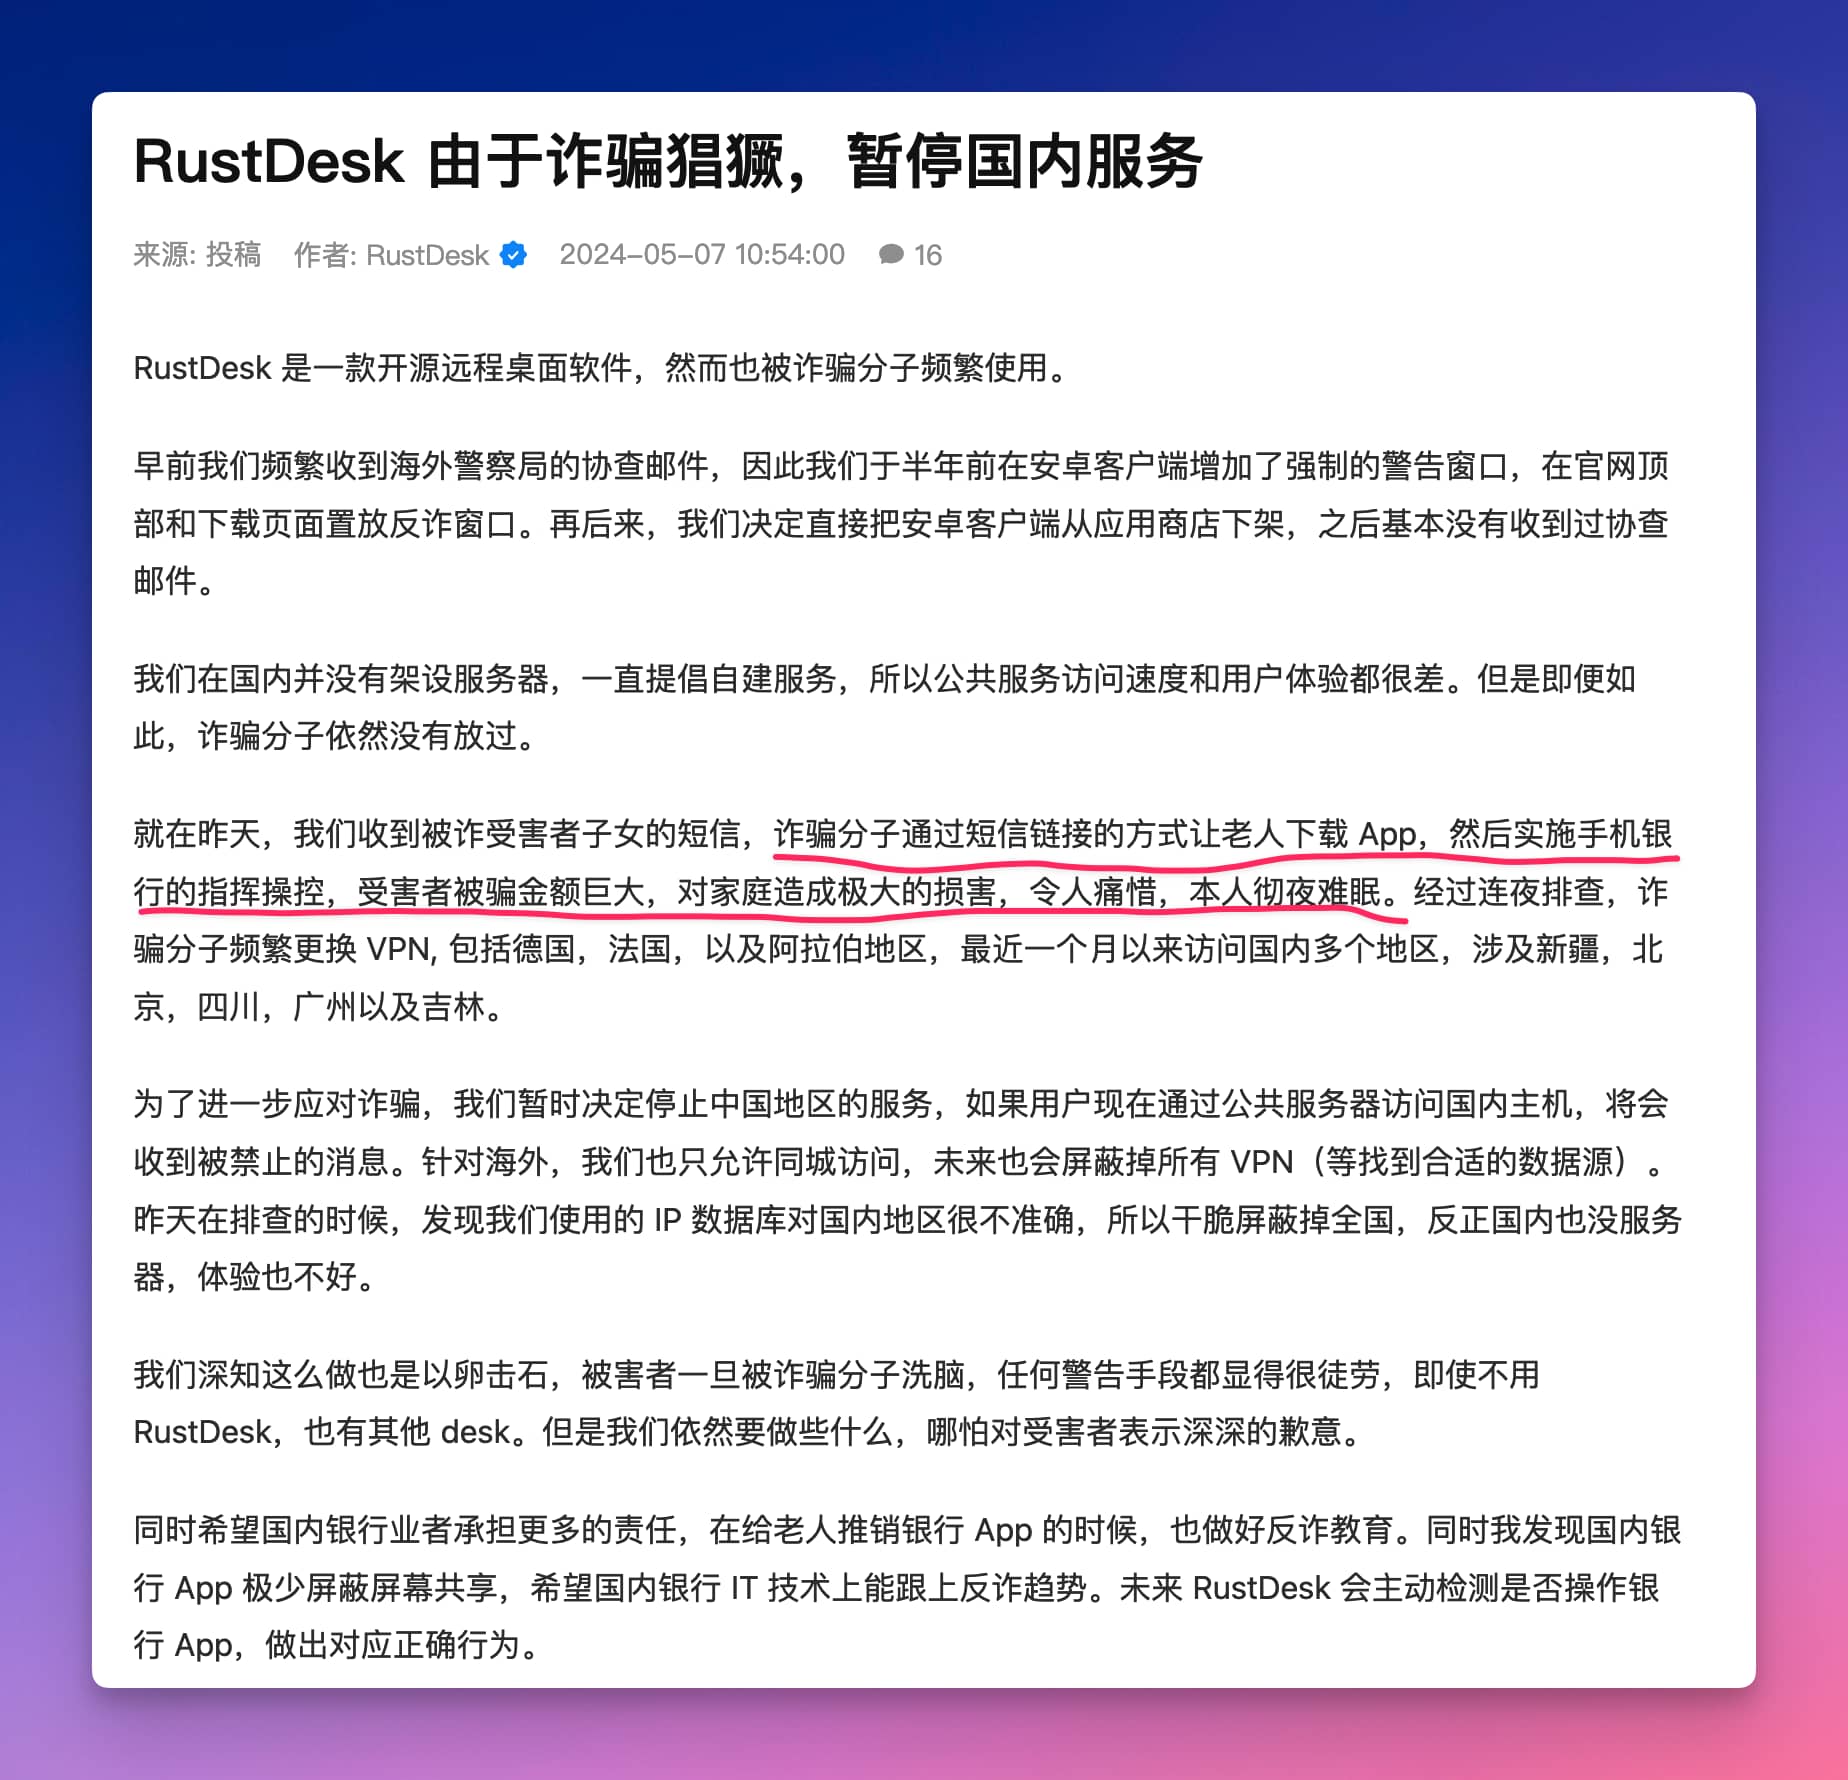 RustDesk 由于诈骗猖獗，暂停国内服务
来源: 投稿 作者: RustDesk 2024-05-07 10:54:00 16
RustDesk 是一款开源远程桌面软件，然而也被诈骗分子频繁使用。
早前我们频繁收到海外警察局的协查邮件，因此我们于半年前在安卓客户端增加了强制的警告窗口，在官网顶
部和下载页面置放反诈窗口。再后来，我们决定直接把安卓客户端从应用商店下架，之后基本没有收到过协查
邮件。
我们在国内并没有架设服务器，一直提倡自建服务，所以公共服务访问速度和用户体验都很差。但是即便如
此，诈骗分子依然没有放过。
就在昨天，我们收到被诈受害者子女的短信，诈骗分子通过短信链接的方式让老人下载 App，然后实施手机银
行的指挥操控，受害者被骗金额巨大，对家庭造成极大的损害，令人痛惜，本人彻夜难眠。经过连夜排查，诈
骗分子频繁更换 VPN, 包括德国，法国，以及阿拉伯地区，最近一个月以来访问国内多个地区，涉及新疆，北
京，四川，广州以及吉林。
为了进一步应对诈骗，我们暂时决定停止中国地区的服务，如果用户现在通过公共服务器访问国内主机，将会
收到被禁止的消息。针对海外，我们也只允许同城访问，未来也会屏蔽掉所有 VPN（等找到合适的数据源）。
昨天在排查的时候，发现我们使用的 IP 数据库对国内地区很不准确，所以干脆屏蔽掉全国，反正国内也没服务
器，体验也不好。
我们深知这么做也是以卵击石，被害者一旦被诈骗分子洗脑，任何警告手段都显得很徒劳，即使不用
RustDesk，也有其他 desk。但是我们依然要做些什么，哪怕对受害者表示深深的歉意。
同时希望国内银行业者承担更多的责任，在给老人推销银行 App 的时候，也做好反诈教育。同时我发现国内银
行 App 极少屏蔽屏幕共享，希望国内银行 IT 技术上能跟上反诈趋势。未来 RustDesk 会主动检测是否操作银
行 App，做出对应正确行为。